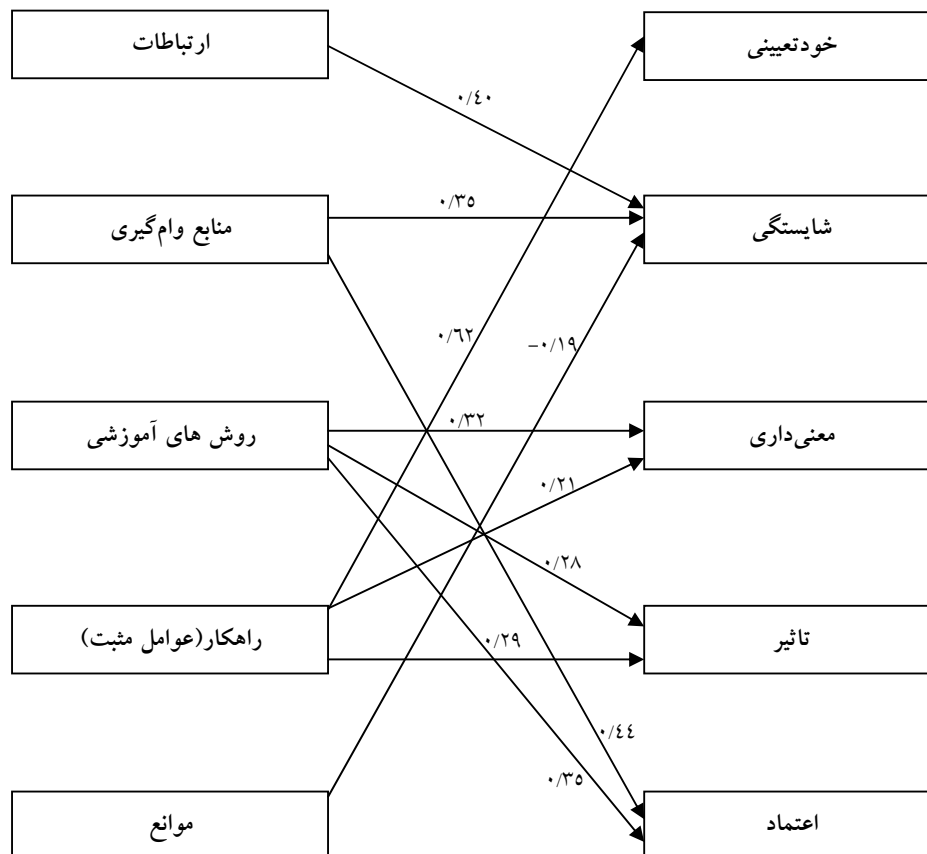 ارتباطات
خودتعیینی
۰/۴۰
منابع وام‌گیری
۰/۳۵
شایستگی
۰/۶۲
-۰/۱۹
روش های آموزشی
۰/۳۲
معنی‌داری
۰/۲۱
۰/۲۸
راهکار(عوامل مثبت)
۰/۲۹
تاثیر
۰/۴۴
۰/۳۵
موانع
اعتماد